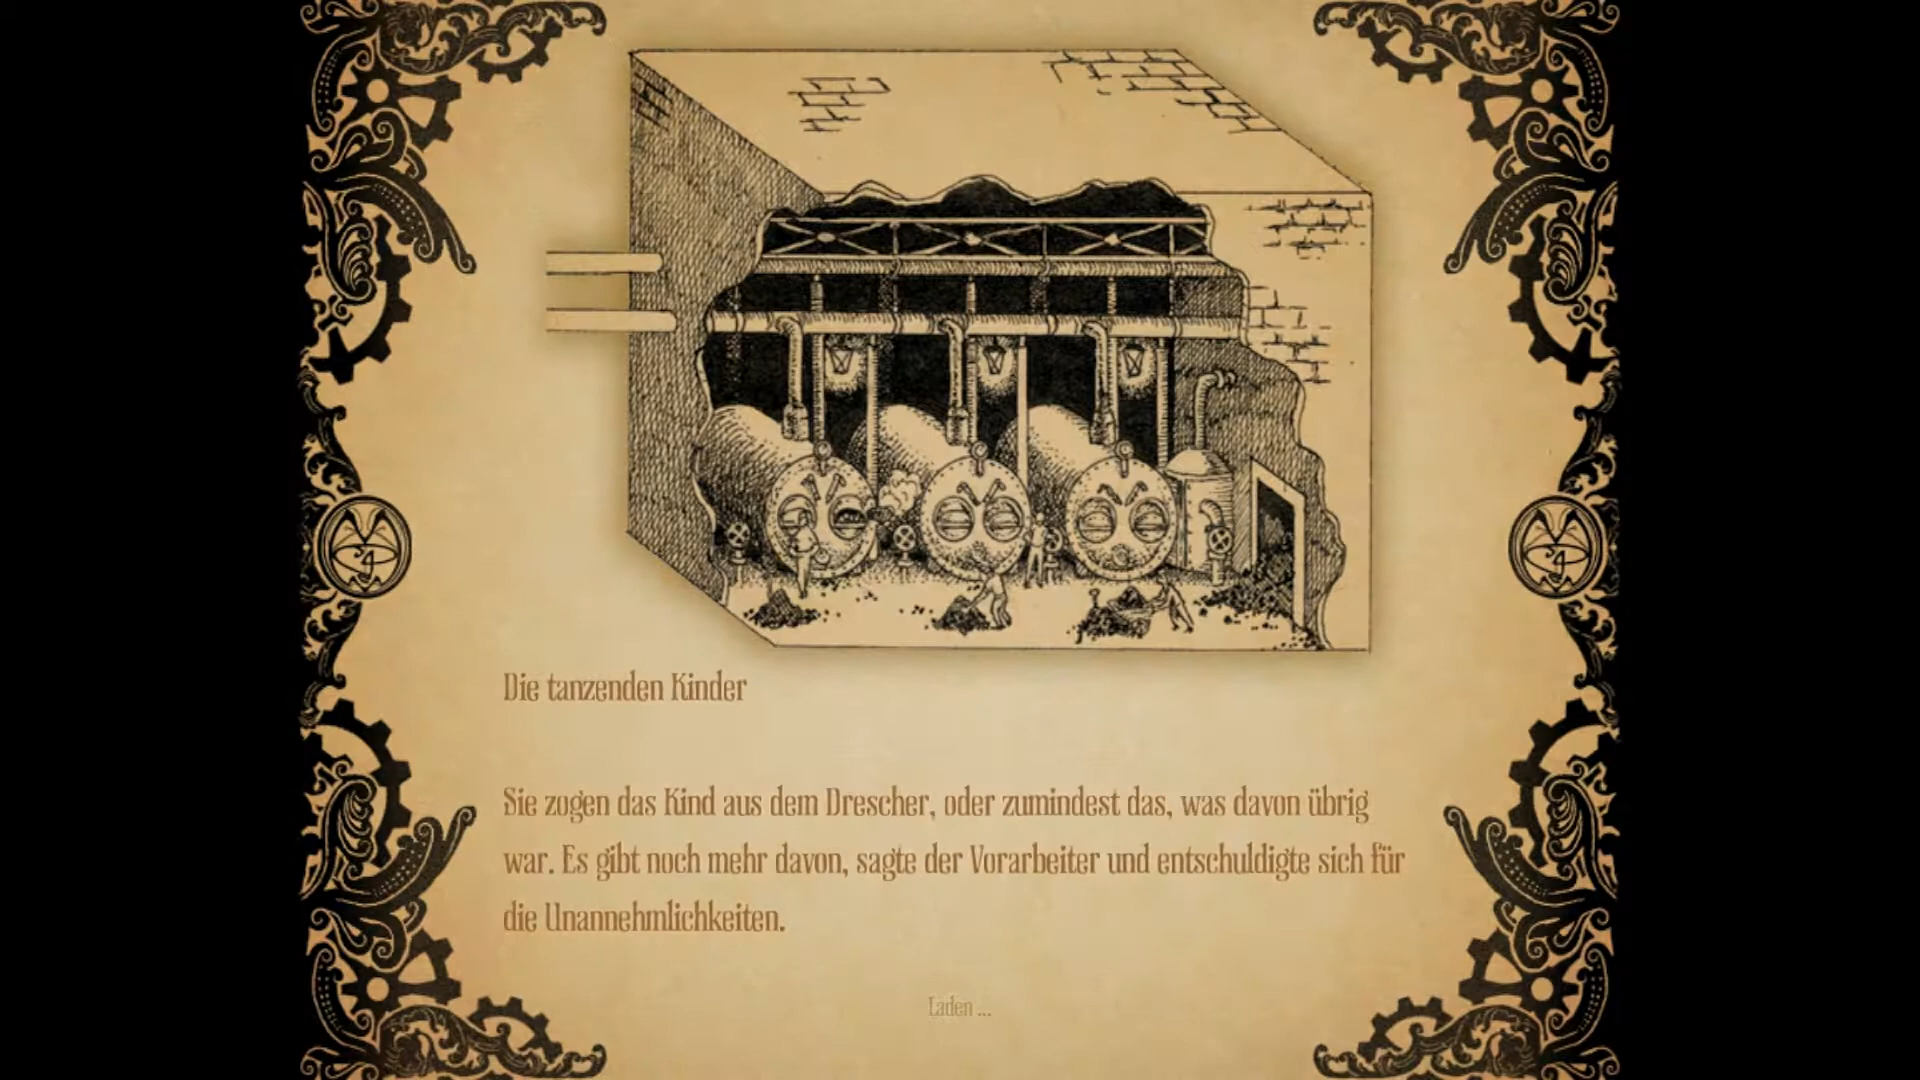 Die tanzenden Kinder
Sie zogen das Kind aus dem Drescher, oder zumindest das, was davon übrig
war. Es gibt noch mehr davon, sagte der Vorarbeiter und entschuldigte sich für
die Unannehmlichkeiten.
Laden ...